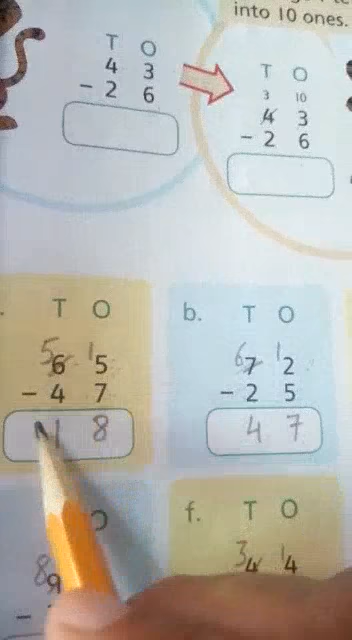 into 10 ones.
T O
4 3
- 2 6
T O
3 10
4 3
- 2 6
T O
5 1
6 5
- 4 7
1 8
b. T O
6 1
7 2
- 2 5
4 7
O
f. T O
3 1
4 4
8
9
-